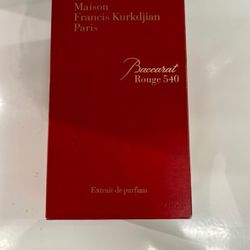 Maison
Francis Kurkdjian
Paris
Baccarat
Rouge 540
Extrait de parfum